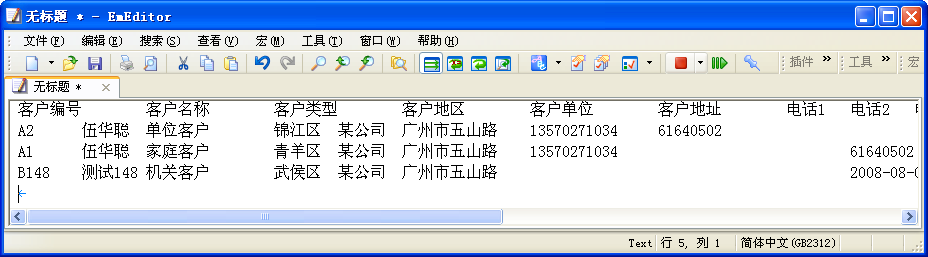 无标题 * - EmEditor
文件(F) 编辑(E) 搜索(S) 查看(V) 宏(M) 工具(T) 窗口(W) 帮助(H)
插件 » 工具 » 宏
无标题 *
客户编号 客户名称 客户类型 客户地区 客户单位 客户地址 电话1 电话2
A2 伍华聪 单位客户 锦江区 某公司 广州市五山路 13570271034 61640502
A1 伍华聪 家庭客户 青羊区 某公司 广州市五山路 13570271034 61640502
B148 测试148 机关客户 武侯区 某公司 广州市五山路 2008-08-0
Text 行 5, 列 1 简体中文(GB2312)